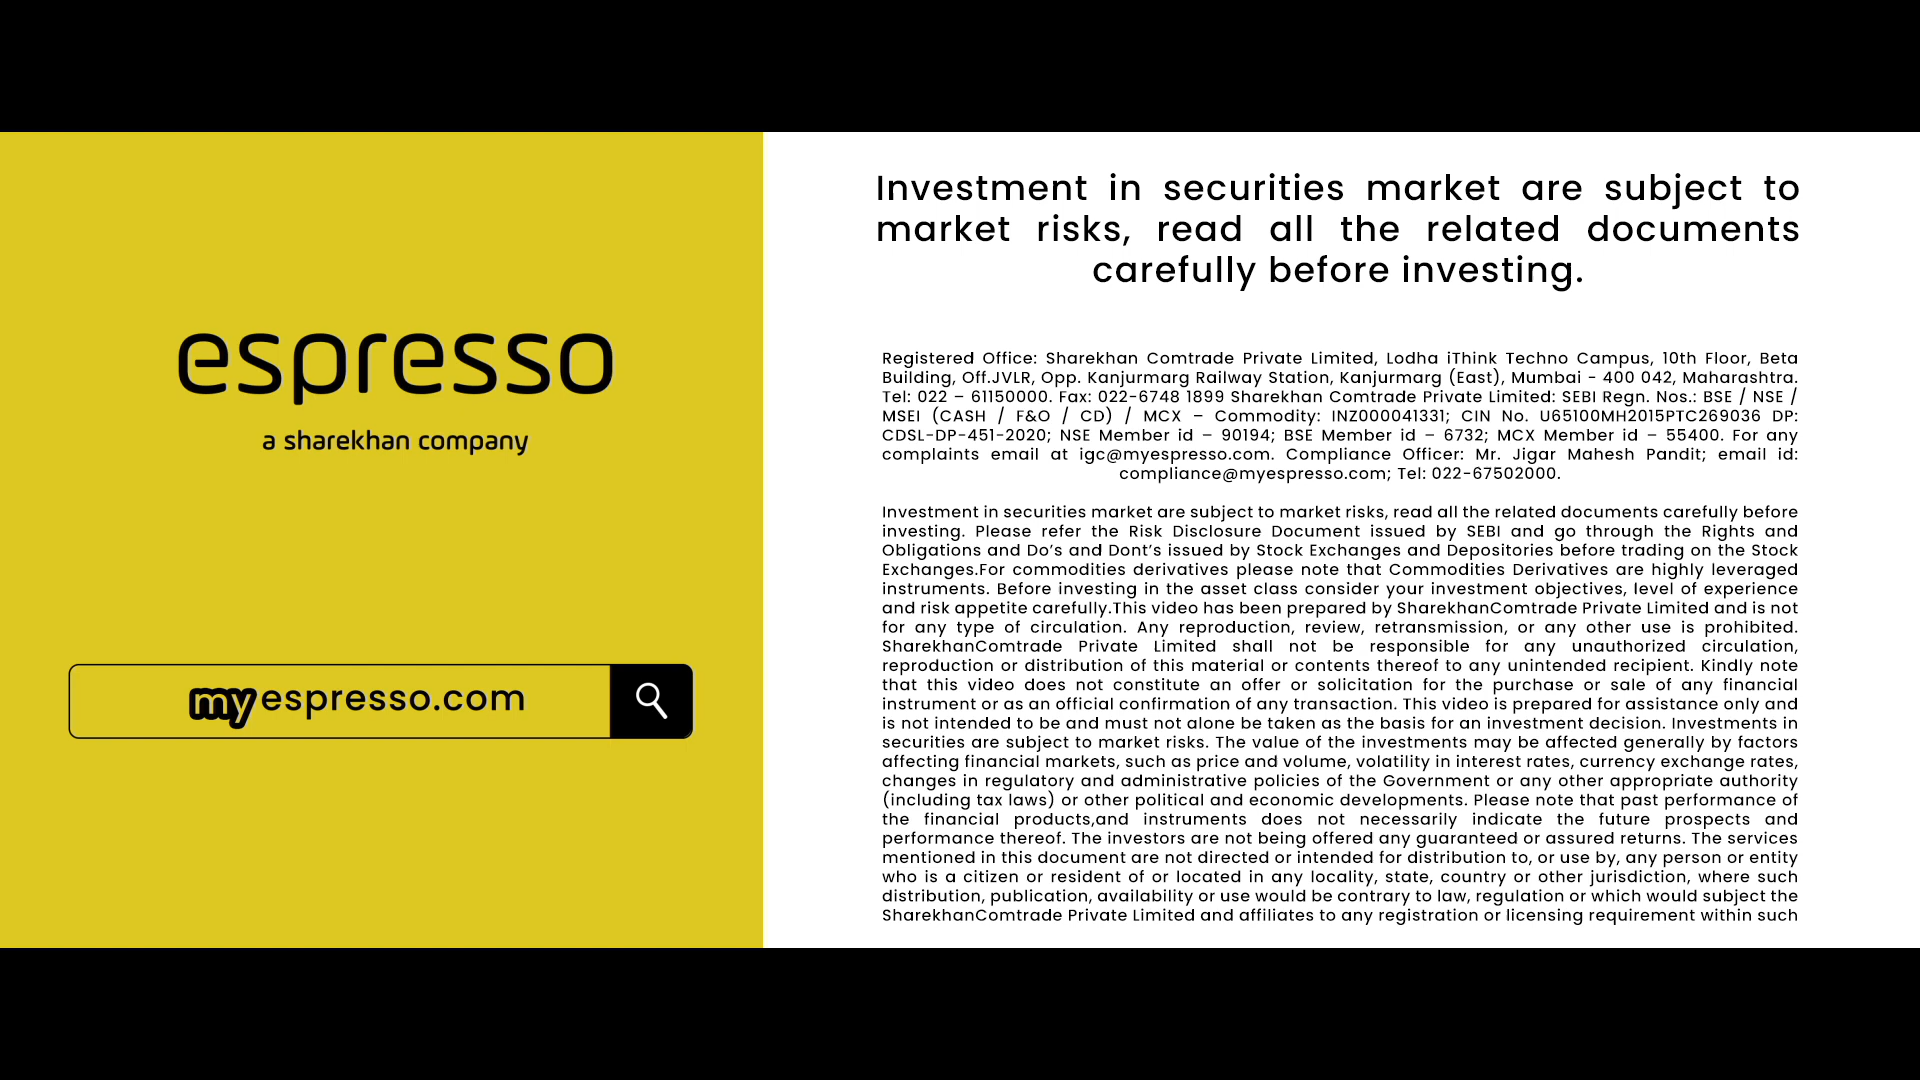 espresso
a sharekhan company
myespresso.com
Investment in securities market are subject to
market risks, read all the related documents
carefully before investing.
Registered Office: Sharekhan Comtrade Private Limited, Lodha iThink Techno Campus, 10th Floor, Beta
Building, Off.JVLR, Opp. Kanjurmarg Railway Station, Kanjurmarg (East), Mumbai - 400 042, Maharashtra.
Tel: 022 – 61150000. Fax: 022-6748 1899 Sharekhan Comtrade Private Limited: SEBI Regn. Nos.: BSE / NSE /
MSEI (CASH / F&O / CD) / MCX – Commodity: INZ000041331; CIN No. U65100MH2015PTC269036 DP:
CDSL-DP-451-2020; NSE Member id – 90194; BSE Member id – 6732; MCX Member id – 55400. For any
complaints email at igc@myespresso.com. Compliance Officer: Mr. Jigar Mahesh Pandit; email id:
compliance@myespresso.com; Tel: 022-67502000.
Investment in securities market are subject to market risks, read all the related documents carefully before
investing. Please refer the Risk Disclosure Document issued by SEBI and go through the Rights and
Obligations and Do’s and Dont’s issued by Stock Exchanges and Depositories before trading on the Stock
Exchanges.For commodities derivatives please note that Commodities Derivatives are highly leveraged
instruments. Before investing in the asset class consider your investment objectives, level of experience
and risk appetite carefully.This video has been prepared by SharekhanComtrade Private Limited and is not
for any type of circulation. Any reproduction, review, retransmission, or any other use is prohibited.
SharekhanComtrade Private Limited shall not be responsible for any unauthorized circulation,
reproduction or distribution of this material or contents thereof to any unintended recipient. Kindly note
that this video does not constitute an offer or solicitation for the purchase or sale of any financial
instrument or as an official confirmation of any transaction. This video is prepared for assistance only and
is not intended to be and must not alone be taken as the basis for an investment decision. Investments in
securities are subject to market risks. The value of the investments may be affected generally by factors
affecting financial markets, such as price and volume, volatility in interest rates, currency exchange rates,
changes in regulatory and administrative policies of the Government or any other appropriate authority
(including tax laws) or other political and economic developments. Please note that past performance of
the financial products,and instruments does not necessarily indicate the future prospects and
performance thereof. The investors are not being offered any guaranteed or assured returns. The services
mentioned in this document are not directed or intended for distribution to, or use by, any person or entity
who is a citizen or resident of or located in any locality, state, country or other jurisdiction, where such
distribution, publication, availability or use would be contrary to law, regulation or which would subject the
SharekhanComtrade Private Limited and affiliates to any registration or licensing requirement within such